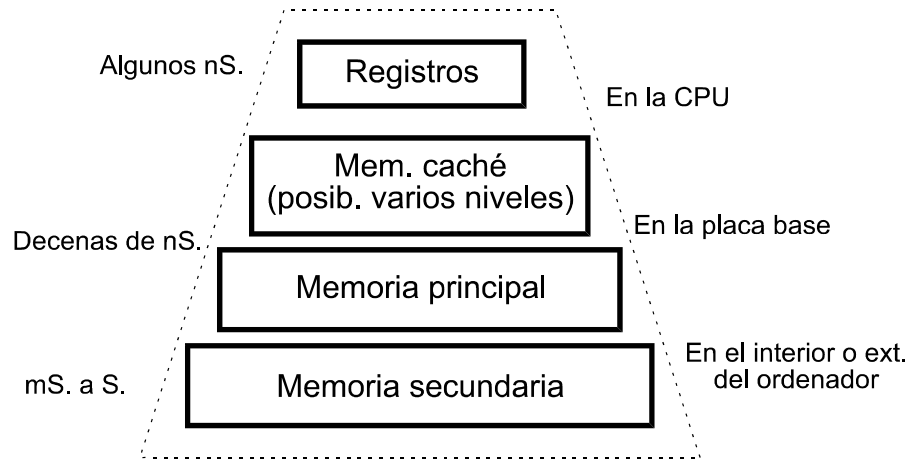 Algunos nS.
Registros
En la CPU
Mem. caché
(posib. varios niveles)
Decenas de nS.
En la placa base
Memoria principal
mS. a S.
Memoria secundaria
En el interior o ext.
del ordenador